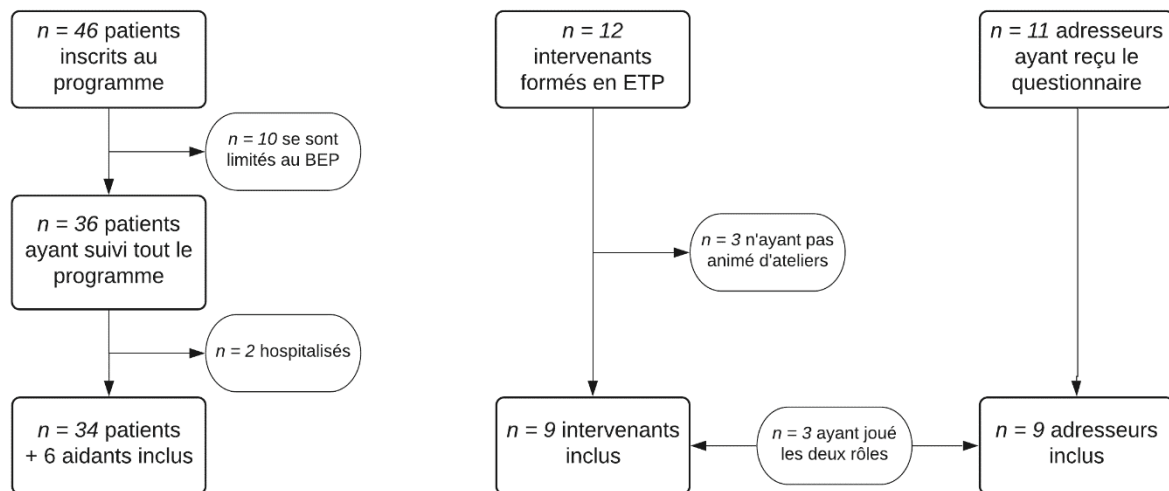 n = 46 patients
inscrits au
programme
n = 10 se sont
limités au BEP
n = 36 patients
ayant suivi tout le
programme
n = 2 hospitalisés
n = 34 patients
+ 6 aidants inclus
n = 12
intervenants
formés en ETP
n = 3 n'ayant pas
animé d'ateliers
n = 9 intervenants
inclus
n = 3 ayant joué
les deux rôles
n = 11 adresseurs
ayant reçu le
questionnaire
n = 9 adresseurs
inclus